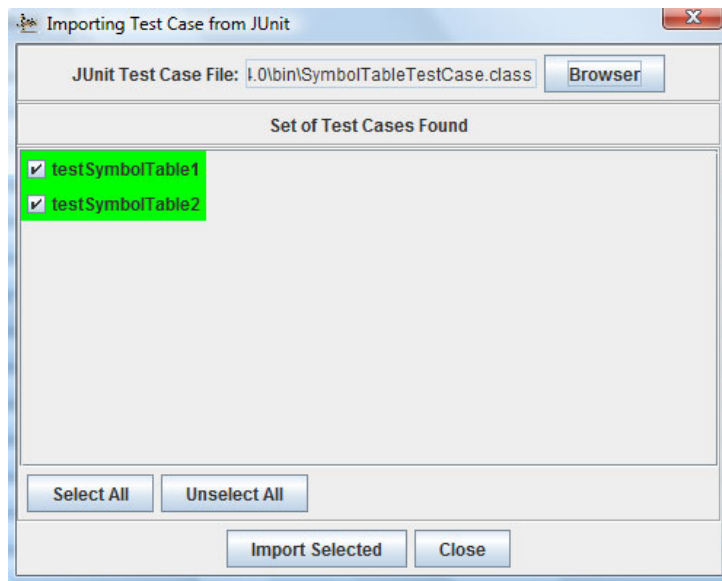 Importing Test Case from JUnit
JUnit Test Case File: 4.0\bin\SymbolTableTestCase.class Browser
Set of Test Cases Found
testSymbolTable1
testSymbolTable2
Select All Unselect All
Import Selected Close